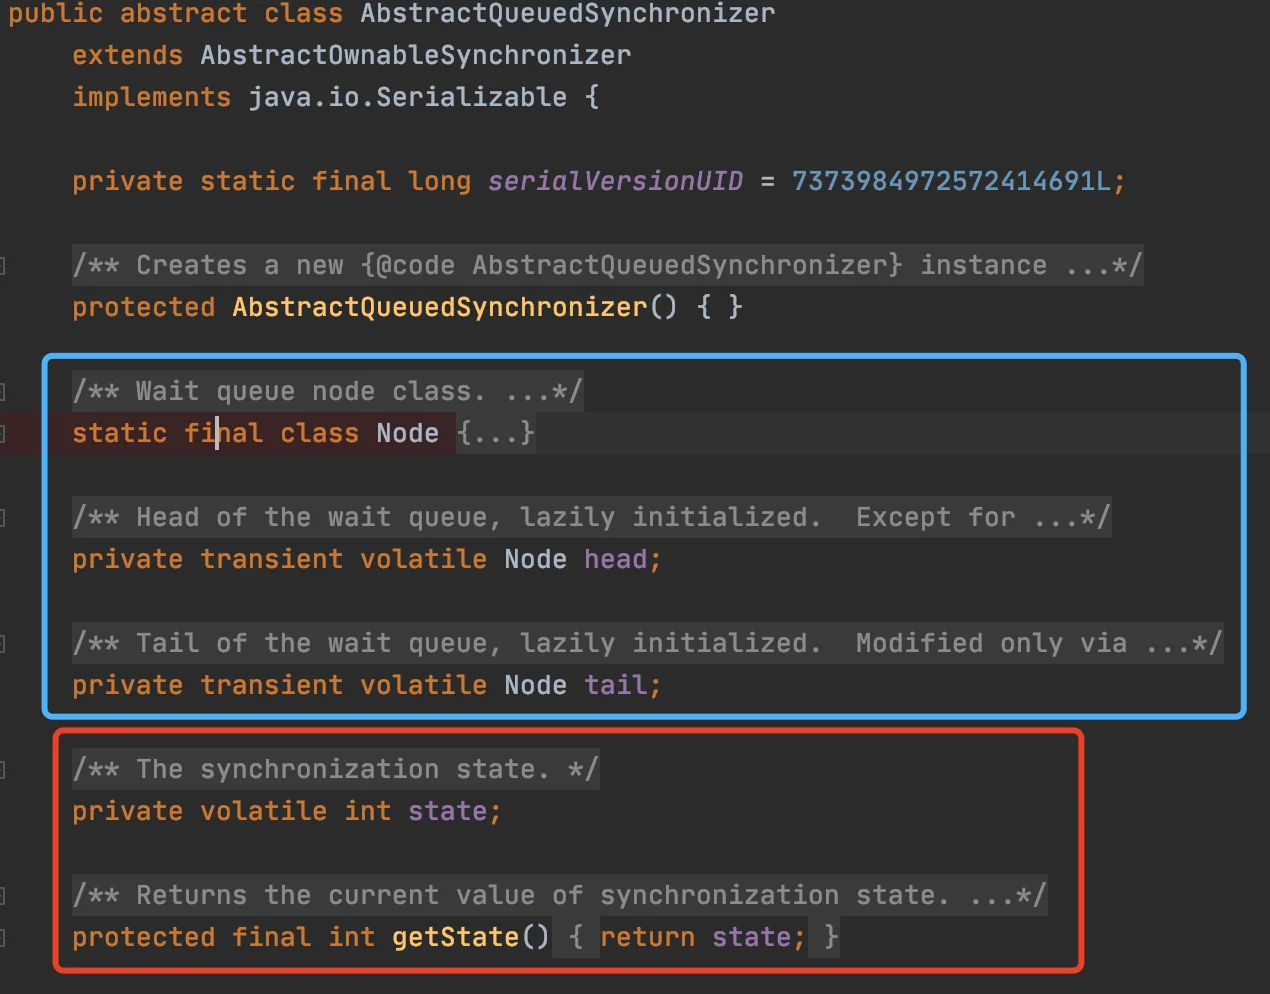 public abstract class AbstractQueuedSynchronizer
    extends AbstractOwnableSynchronizer
    implements java.io.Serializable {
    private static final long serialVersionUID = 7373984972572414691L;
    /** Creates a new {@code AbstractQueuedSynchronizer} instance ...*/
    protected AbstractQueuedSynchronizer() { }
    /** Wait queue node class. ...*/
    static final class Node {...}
    /** Head of the wait queue, lazily initialized.  Except for ...*/
    private transient volatile Node head;
    /** Tail of the wait queue, lazily initialized.  Modified only via ...*/
    private transient volatile Node tail;
    /** The synchronization state. */
    private volatile int state;
    /** Returns the current value of synchronization state. ...*/
    protected final int getState() { return state; }